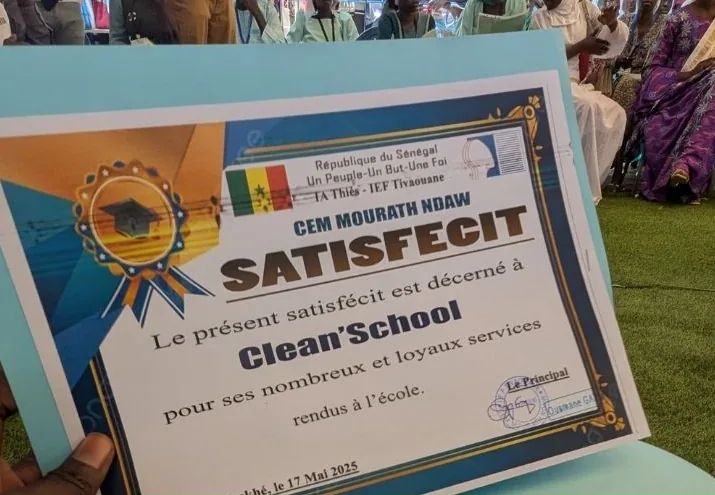 République du Sénégal
Un Peuple-Un But-Une Foi
IA Thiès - IEF Tivaouane
CEM MOURATH NDAW
SATISFECIT
Le présent satisfécit est décerné à
Clean'School
pour ses nombreux et loyaux services
rendus à l'école.
Le Principal
Ousmane
le 17 Mai 2025